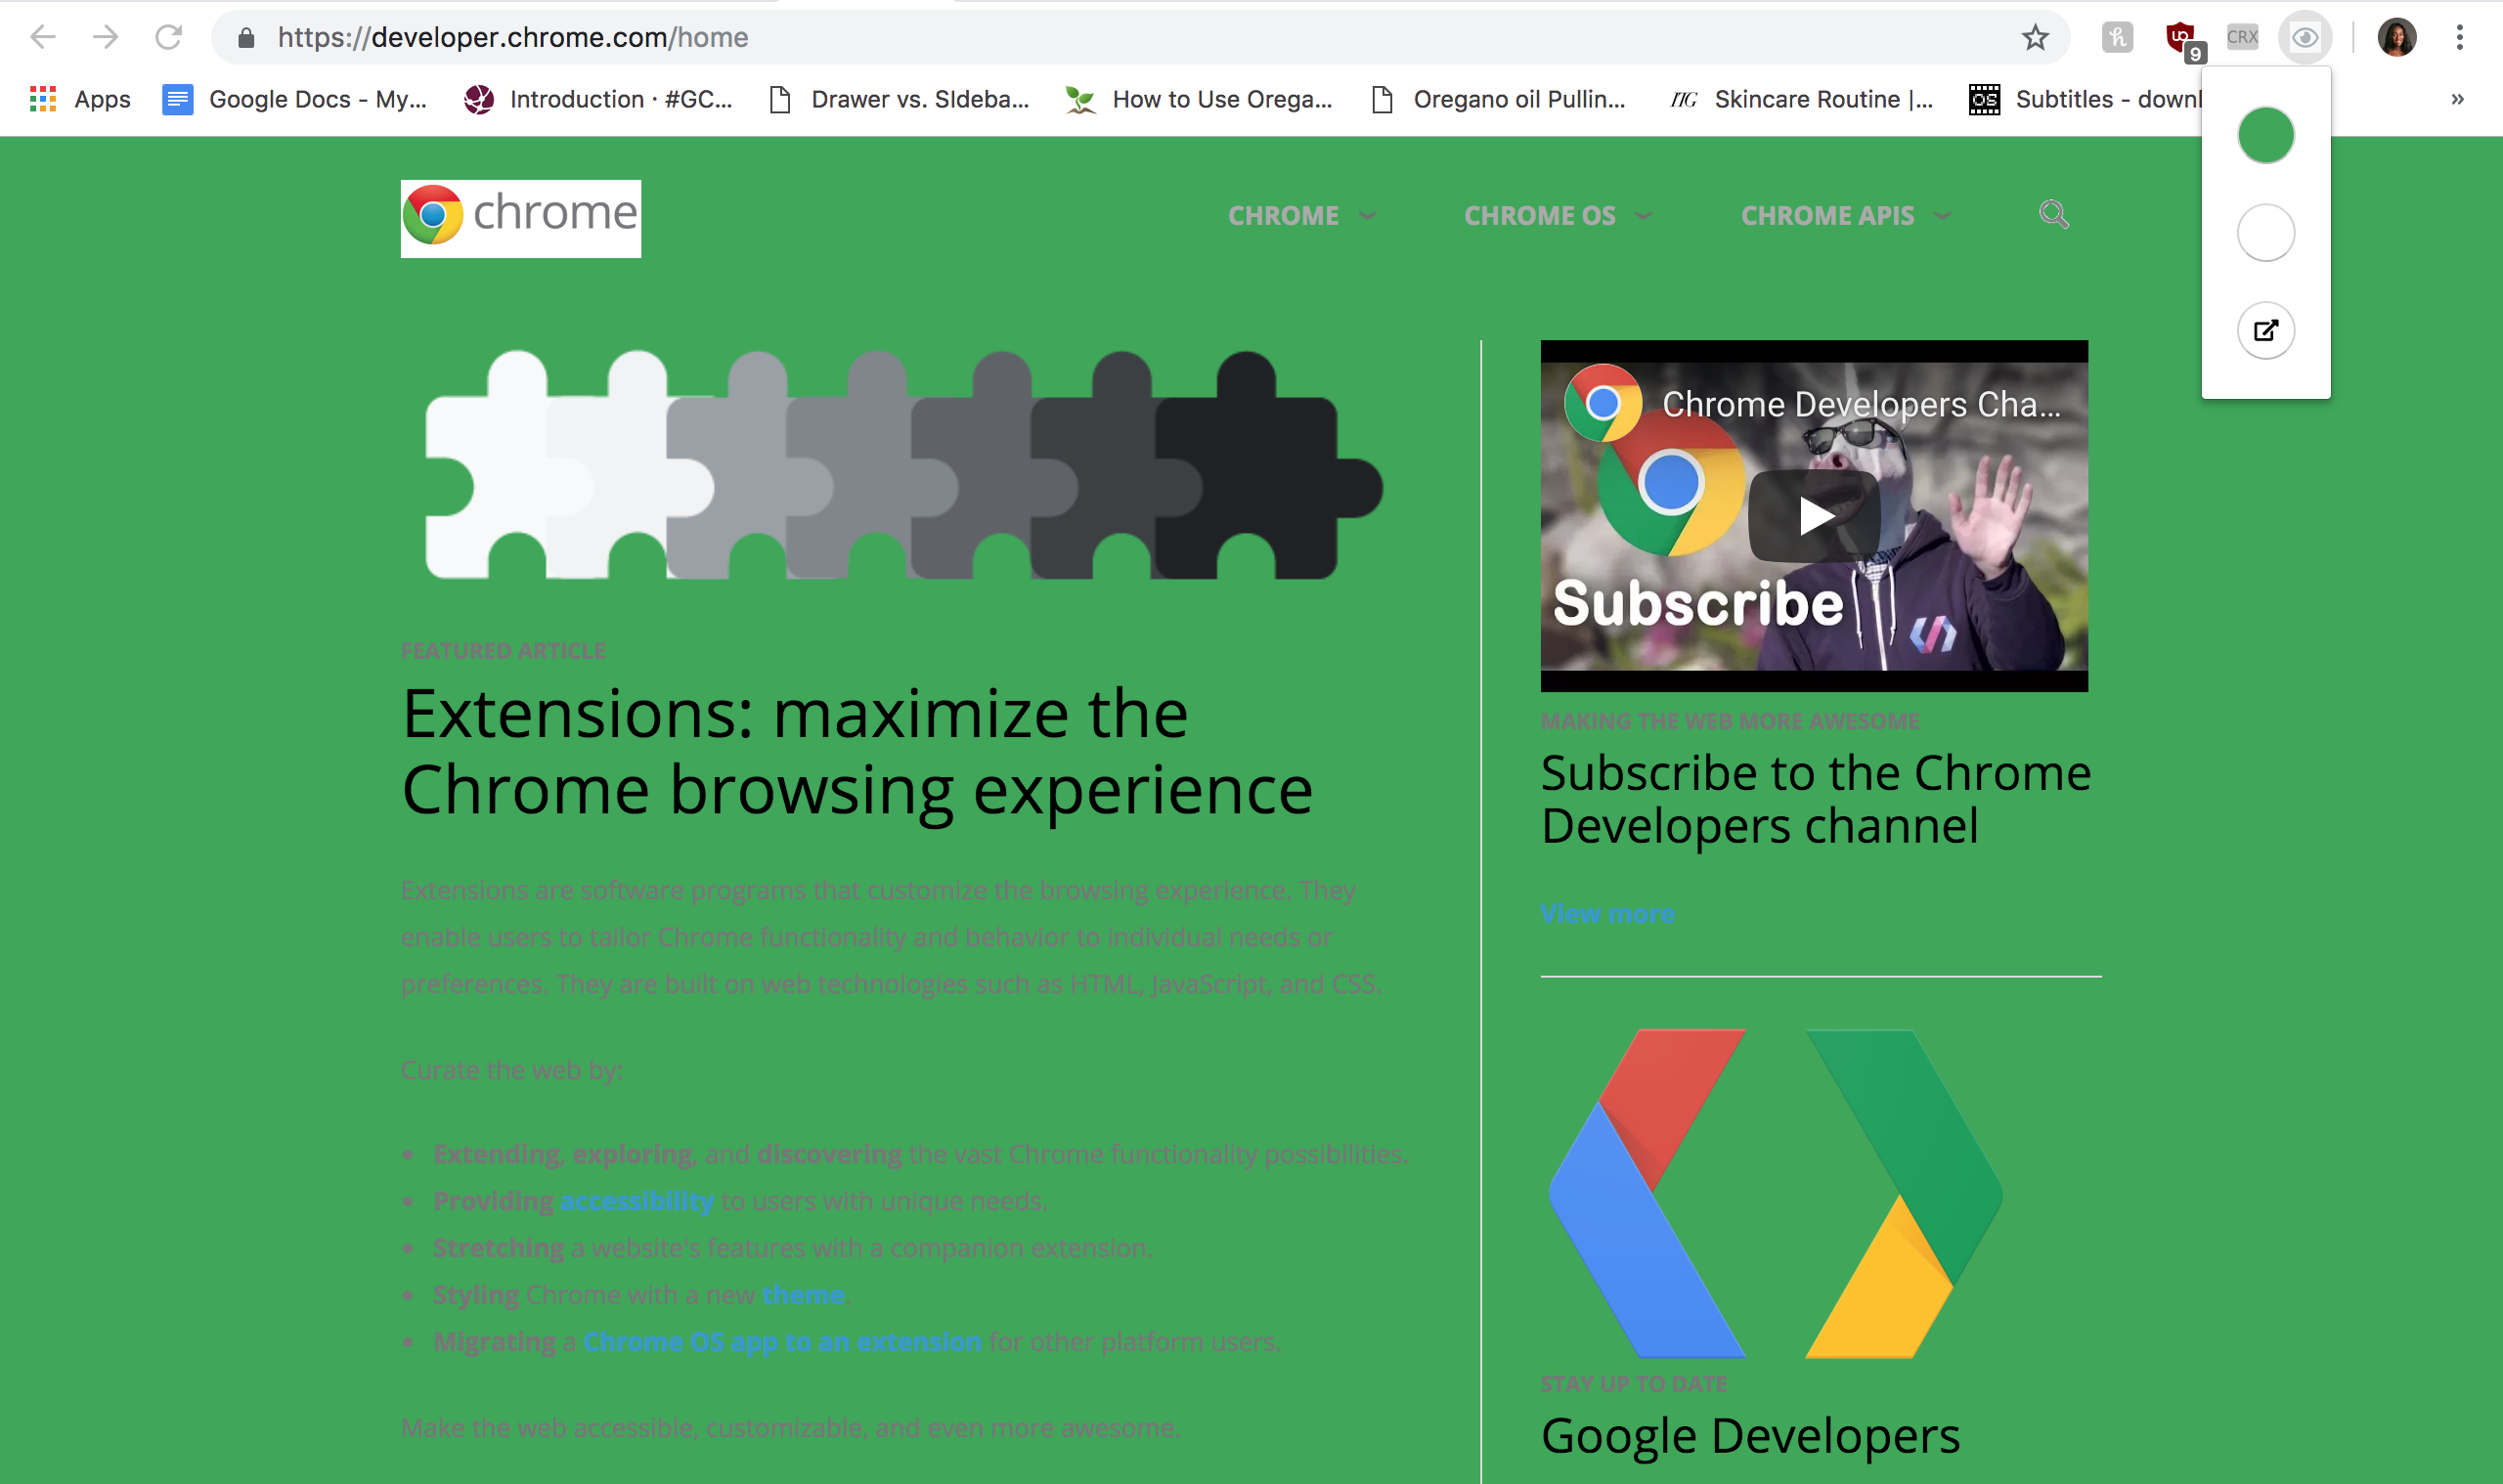 https://developer.chrome.com/home
CRX
9
Apps
Google Docs - My...
Introduction · #GC...
Drawer vs. SIdeba...
How to Use Orega...
Oregano oil Pullin...
Skincare Routine |...
OS
Subtitles - downl
»
chrome
CHROME
CHROME OS
CHROME APIS
Chrome Developers Cha...
Subscribe
FEATURED ARTICLE
Extensions: maximize the
Chrome browsing experience
Extensions are software programs that customize the browsing experience. They
enable users to tailor Chrome functionality and behavior to individual needs or
preferences. They are built on web technologies such as HTML, JavaScript, and CSS.
Curate the web by:
• Extending, exploring, and discovering the vast Chrome functionality possibilities.
• Providing accessibility to users with unique needs.
• Stretching a website's features with a companion extension.
• Styling Chrome with a new theme.
• Migrating a Chrome OS app to an extension for other platform users.
Make the web accessible, customizable, and even more awesome.
MAKING THE WEB MORE AWESOME
Subscribe to the Chrome
Developers channel
View more
STAY UP TO DATE
Google Developers